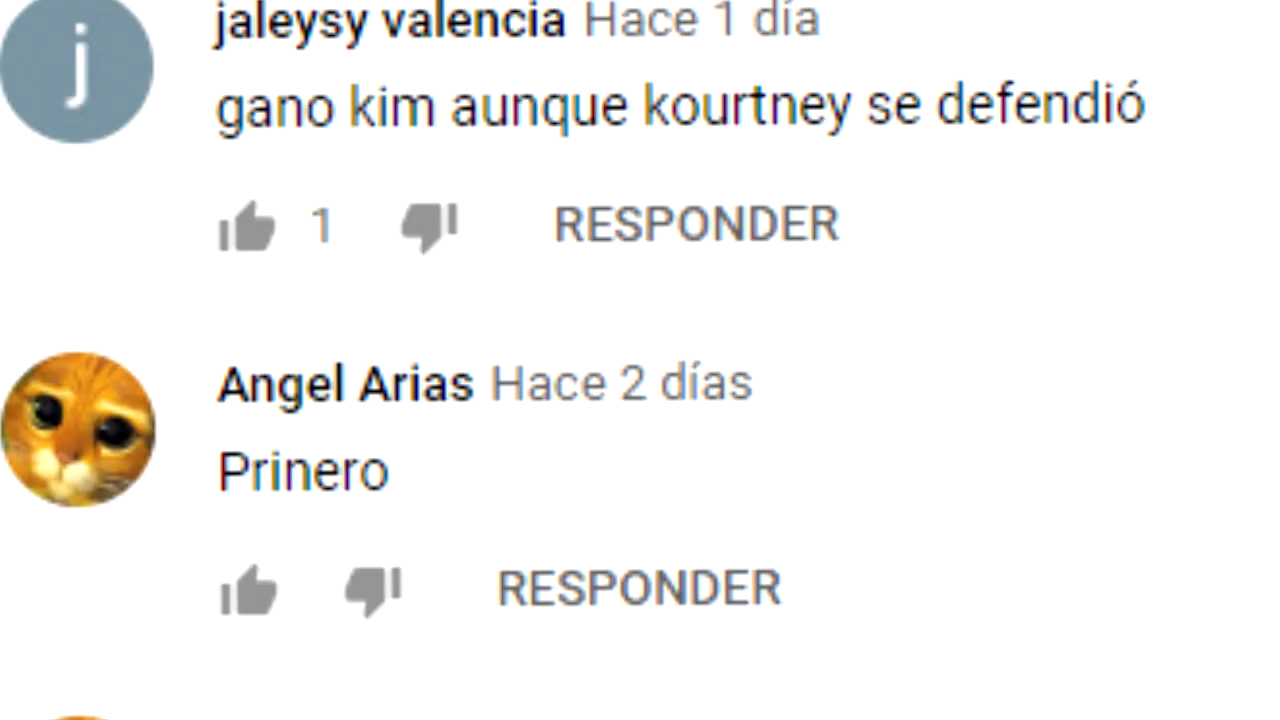 j
jaleysy valencia Hace 1 día
gano kim aunque kourtney se defendió
1 RESPONDER
Angel Arias Hace 2 días
Prinero
RESPONDER